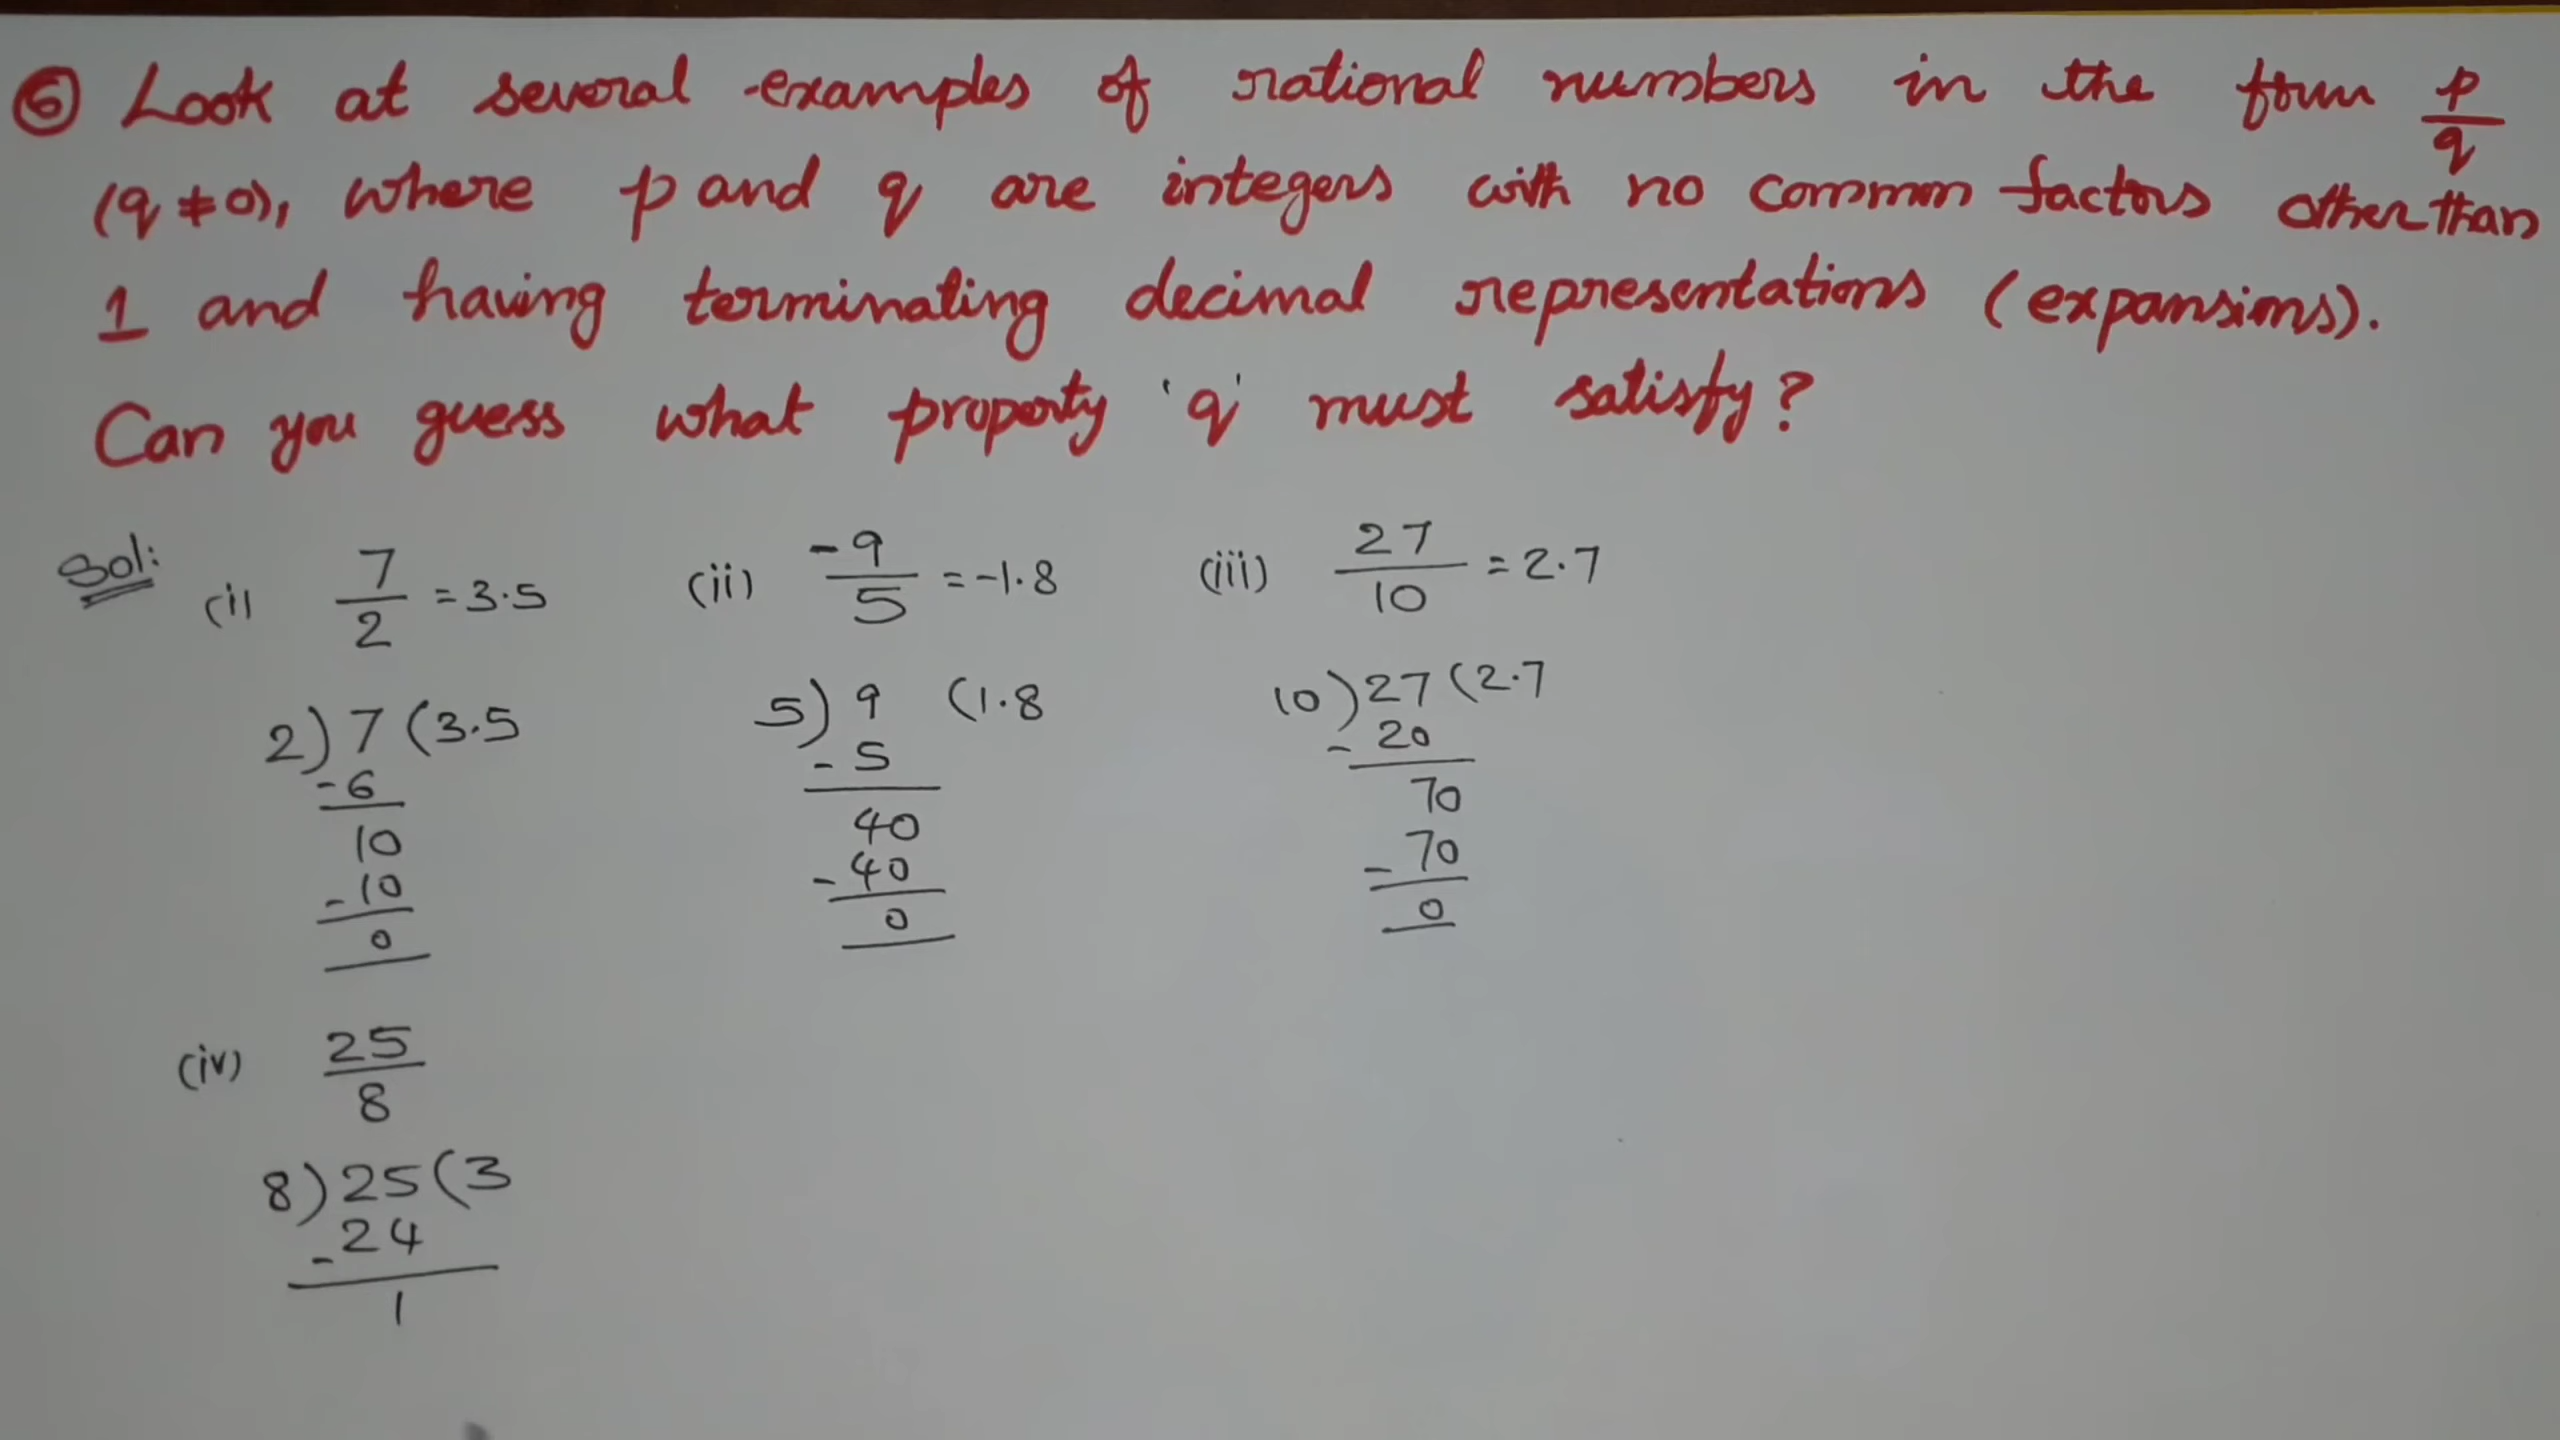 ⑥ Look at several examples of rational numbers in the form p/q
(q ≠ 0), where p and q are integers with no common factors other than
1 and having terminating decimal representations (expansions).
Can you guess what property 'q' must satisfy?
Sol: (i) 7/2 = 3.5 (ii) -9/5 = -1.8 (iii) 27/10 = 2.7
2) 7 (3.5 5) 9 (1.8 10) 27 (2.7
- 6 - 5 - 20
10 40 70
- 10 - 40 - 70
0 0 0
(iv) 25/8
8) 25 (3
- 24
1